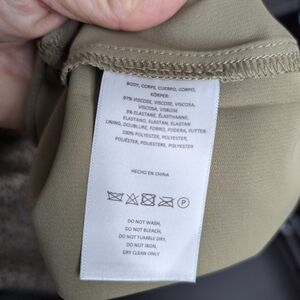 BODY, CORPS, CUERPO, CORPO,
KÖRPER:
97% VISCOSE, VISCOSE, VISCOSA,
VISCOSA, VISKOSE
3% ELASTANE, ÉLASTHANNE,
ELASTANO, ELASTAN, ELASTAN
LINING, DOUBLURE, FORRO, FODERA, FUTTER:
100% POLYESTER, POLYESTER,
POLIÉSTER, POLIESTERE, POLYESTER
HECHO EN CHINA
P
DO NOT WASH,
DO NOT BLEACH,
DO NOT TUMBLE DRY,
DO NOT IRON,
DRY CLEAN ONLY